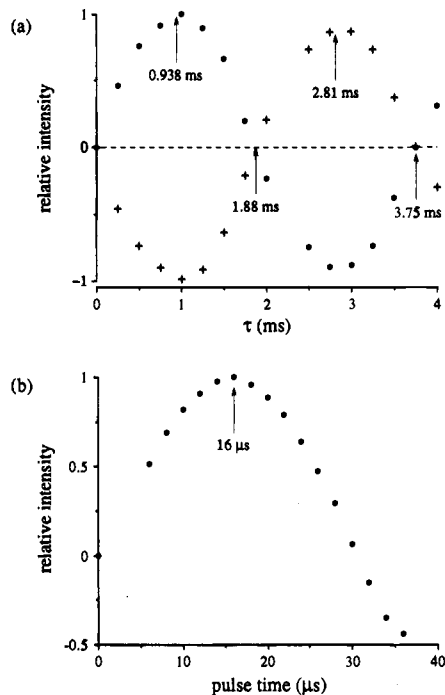 (a)
1
0
−1
relative intensity
0.938 ms
2.81 ms
1.88 ms
3.75 ms
0 1 2 3 4
τ (ms)
(b)
1
0.5
0
-0.5
relative intensity
16 μs
0 10 20 30 40
pulse time (μs)